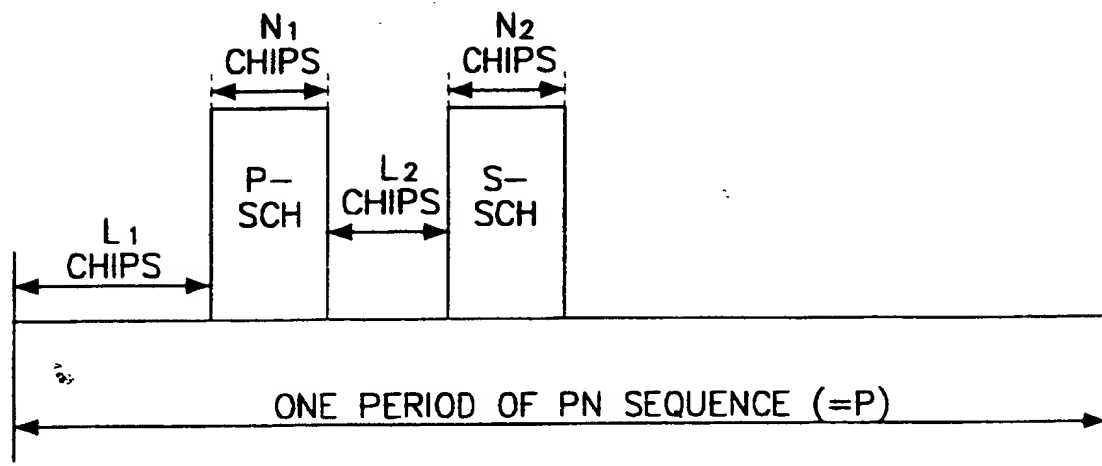 N1
CHIPS
N2
CHIPS
P-
SCH
L2
CHIPS
S-
SCH
L1
CHIPS
ONE PERIOD OF PN SEQUENCE (=P)